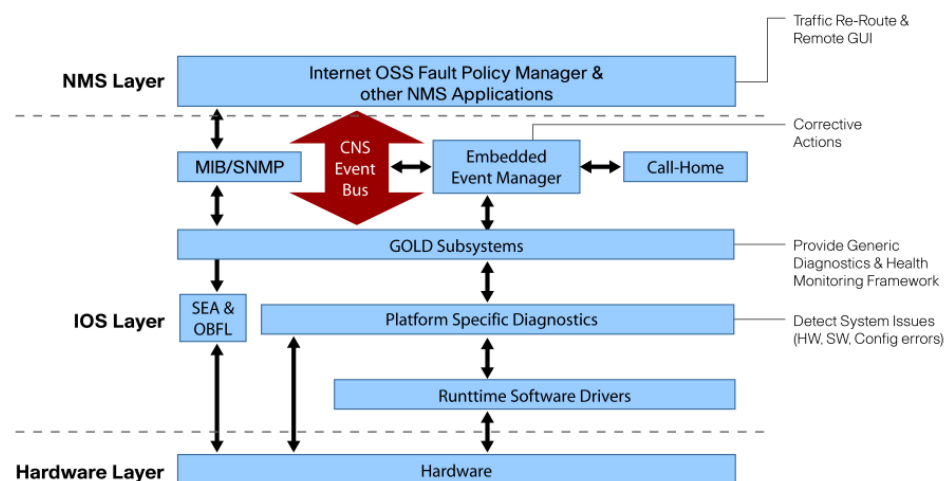 Traffic Re-Route &
Remote GUI
NMS Layer
Internet OSS Fault Policy Manager &
other NMS Applications
Corrective
Actions
MIB/SNMP
CNS
Event
Bus
Embedded
Event Manager
Call-Home
GOLD Subsystems
Provide Generic
Diagnostics & Health
Monitoring Framework
IOS Layer
SEA &
OBFL
Platform Specific Diagnostics
Detect System Issues
(HW, SW, Config errors)
Runttime Software Drivers
Hardware Layer
Hardware